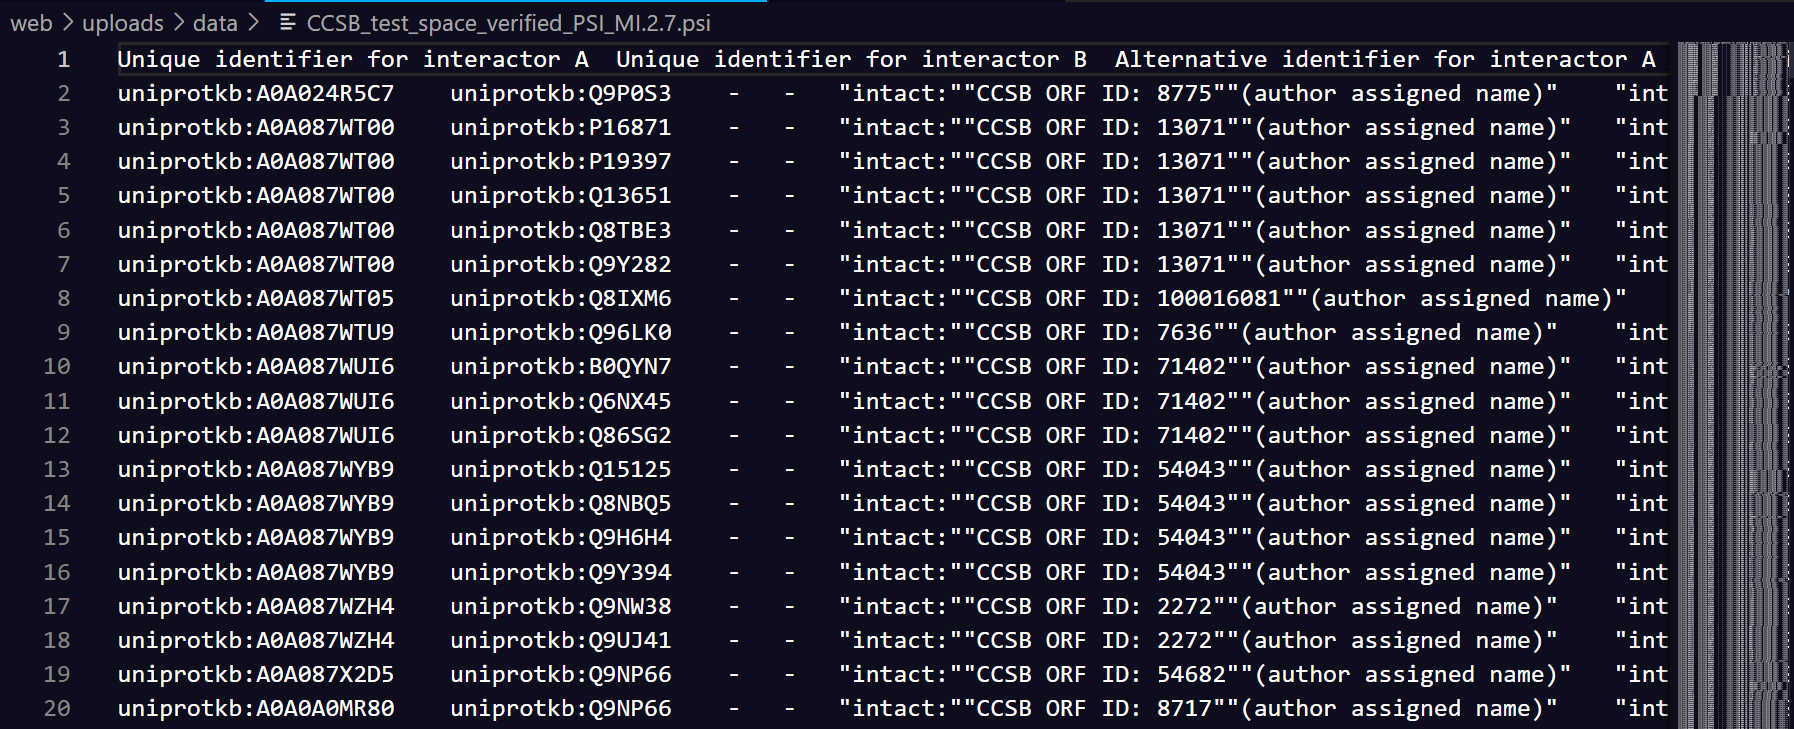 web > uploads > data > CCSB_test_space_verified_PSI_MI.2.7.psi
1 Unique identifier for interactor A Unique identifier for interactor B Alternative identifier for interactor A
2 uniprotkb:A0A024R5C7 uniprotkb:Q9P0S3 - - "intact:""CCSB ORF ID: 8775""(author assigned name)" "int
3 uniprotkb:A0A087WT00 uniprotkb:P16871 - - "intact:""CCSB ORF ID: 13071""(author assigned name)" "int
4 uniprotkb:A0A087WT00 uniprotkb:P19397 - - "intact:""CCSB ORF ID: 13071""(author assigned name)" "int
5 uniprotkb:A0A087WT00 uniprotkb:Q13651 - - "intact:""CCSB ORF ID: 13071""(author assigned name)" "int
6 uniprotkb:A0A087WT00 uniprotkb:Q8TBE3 - - "intact:""CCSB ORF ID: 13071""(author assigned name)" "int
7 uniprotkb:A0A087WT00 uniprotkb:Q9Y282 - - "intact:""CCSB ORF ID: 13071""(author assigned name)" "int
8 uniprotkb:A0A087WT05 uniprotkb:Q8IXM6 - - "intact:""CCSB ORF ID: 100016081""(author assigned name)"
9 uniprotkb:A0A087WTU9 uniprotkb:Q96LK0 - - "intact:""CCSB ORF ID: 7636""(author assigned name)" "int
10 uniprotkb:A0A087WUI6 uniprotkb:B0QYN7 - - "intact:""CCSB ORF ID: 71402""(author assigned name)" "int
11 uniprotkb:A0A087WUI6 uniprotkb:Q6NX45 - - "intact:""CCSB ORF ID: 71402""(author assigned name)" "int
12 uniprotkb:A0A087WUI6 uniprotkb:Q86SG2 - - "intact:""CCSB ORF ID: 71402""(author assigned name)" "int
13 uniprotkb:A0A087WYB9 uniprotkb:Q15125 - - "intact:""CCSB ORF ID: 54043""(author assigned name)" "int
14 uniprotkb:A0A087WYB9 uniprotkb:Q8NBQ5 - - "intact:""CCSB ORF ID: 54043""(author assigned name)" "int
15 uniprotkb:A0A087WYB9 uniprotkb:Q9H6H4 - - "intact:""CCSB ORF ID: 54043""(author assigned name)" "int
16 uniprotkb:A0A087WYB9 uniprotkb:Q9Y394 - - "intact:""CCSB ORF ID: 54043""(author assigned name)" "int
17 uniprotkb:A0A087WZH4 uniprotkb:Q9NW38 - - "intact:""CCSB ORF ID: 2272""(author assigned name)" "int
18 uniprotkb:A0A087WZH4 uniprotkb:Q9UJ41 - - "intact:""CCSB ORF ID: 2272""(author assigned name)" "int
19 uniprotkb:A0A087X2D5 uniprotkb:Q9NP66 - - "intact:""CCSB ORF ID: 54682""(author assigned name)" "int
20 uniprotkb:A0A0A0MR80 uniprotkb:Q9NP66 - - "intact:""CCSB ORF ID: 8717""(author assigned name)" "int